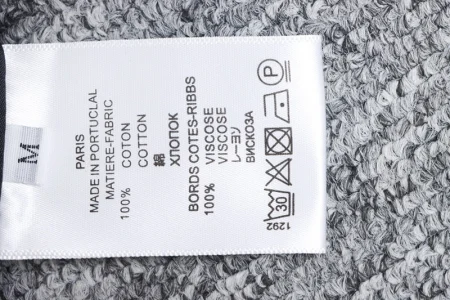 M
PARIS
MADE IN PORTUCLAL
MATIERE-FABRIC
100% COTON
COTTON
綿
ХЛОПОК
BORDS COTES-RIBBS
100% VISCOSE
VISCOSE
レーヨン
ВИСКОЗА
30
P
1292